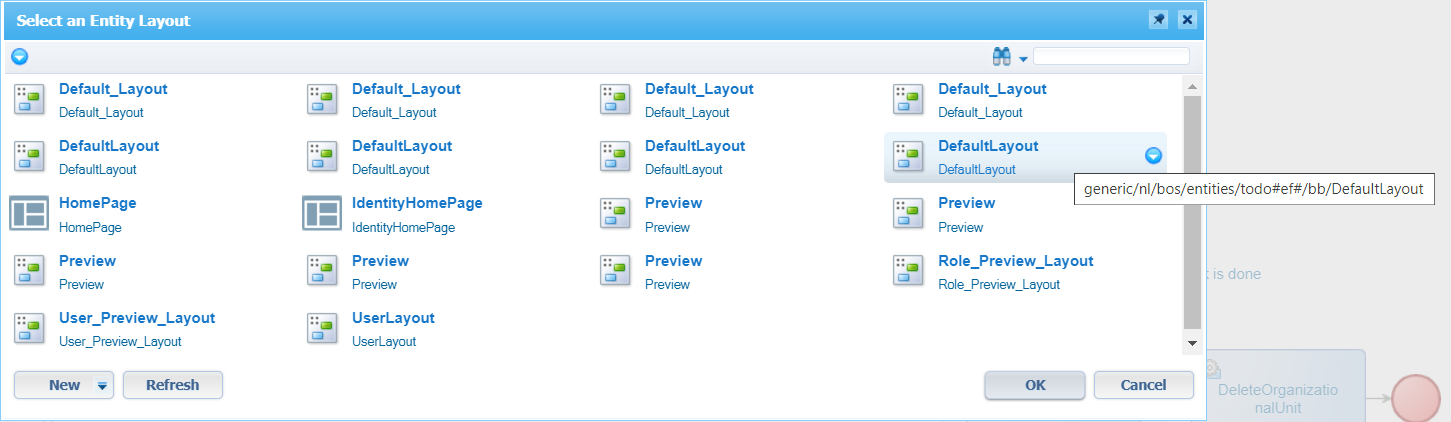 Select an Entity Layout
Default_Layout
Default_Layout
Default_Layout
Default_Layout
Default_Layout
Default_Layout
Default_Layout
Default_Layout
DefaultLayout
DefaultLayout
DefaultLayout
DefaultLayout
DefaultLayout
DefaultLayout
DefaultLayout
DefaultLayout
generic/nl/bos/entities/todo#ef#/bb/DefaultLayout
HomePage
HomePage
IdentityHomePage
IdentityHomePage
Preview
Preview
Preview
Preview
Preview
Preview
Preview
Preview
Preview
Preview
Role_Preview_Layout
Role_Preview_Layout
is done
User_Preview_Layout
User_Preview_Layout
UserLayout
UserLayout
New
Refresh
OK
Cancel
DeleteOrganizatio
nalUnit